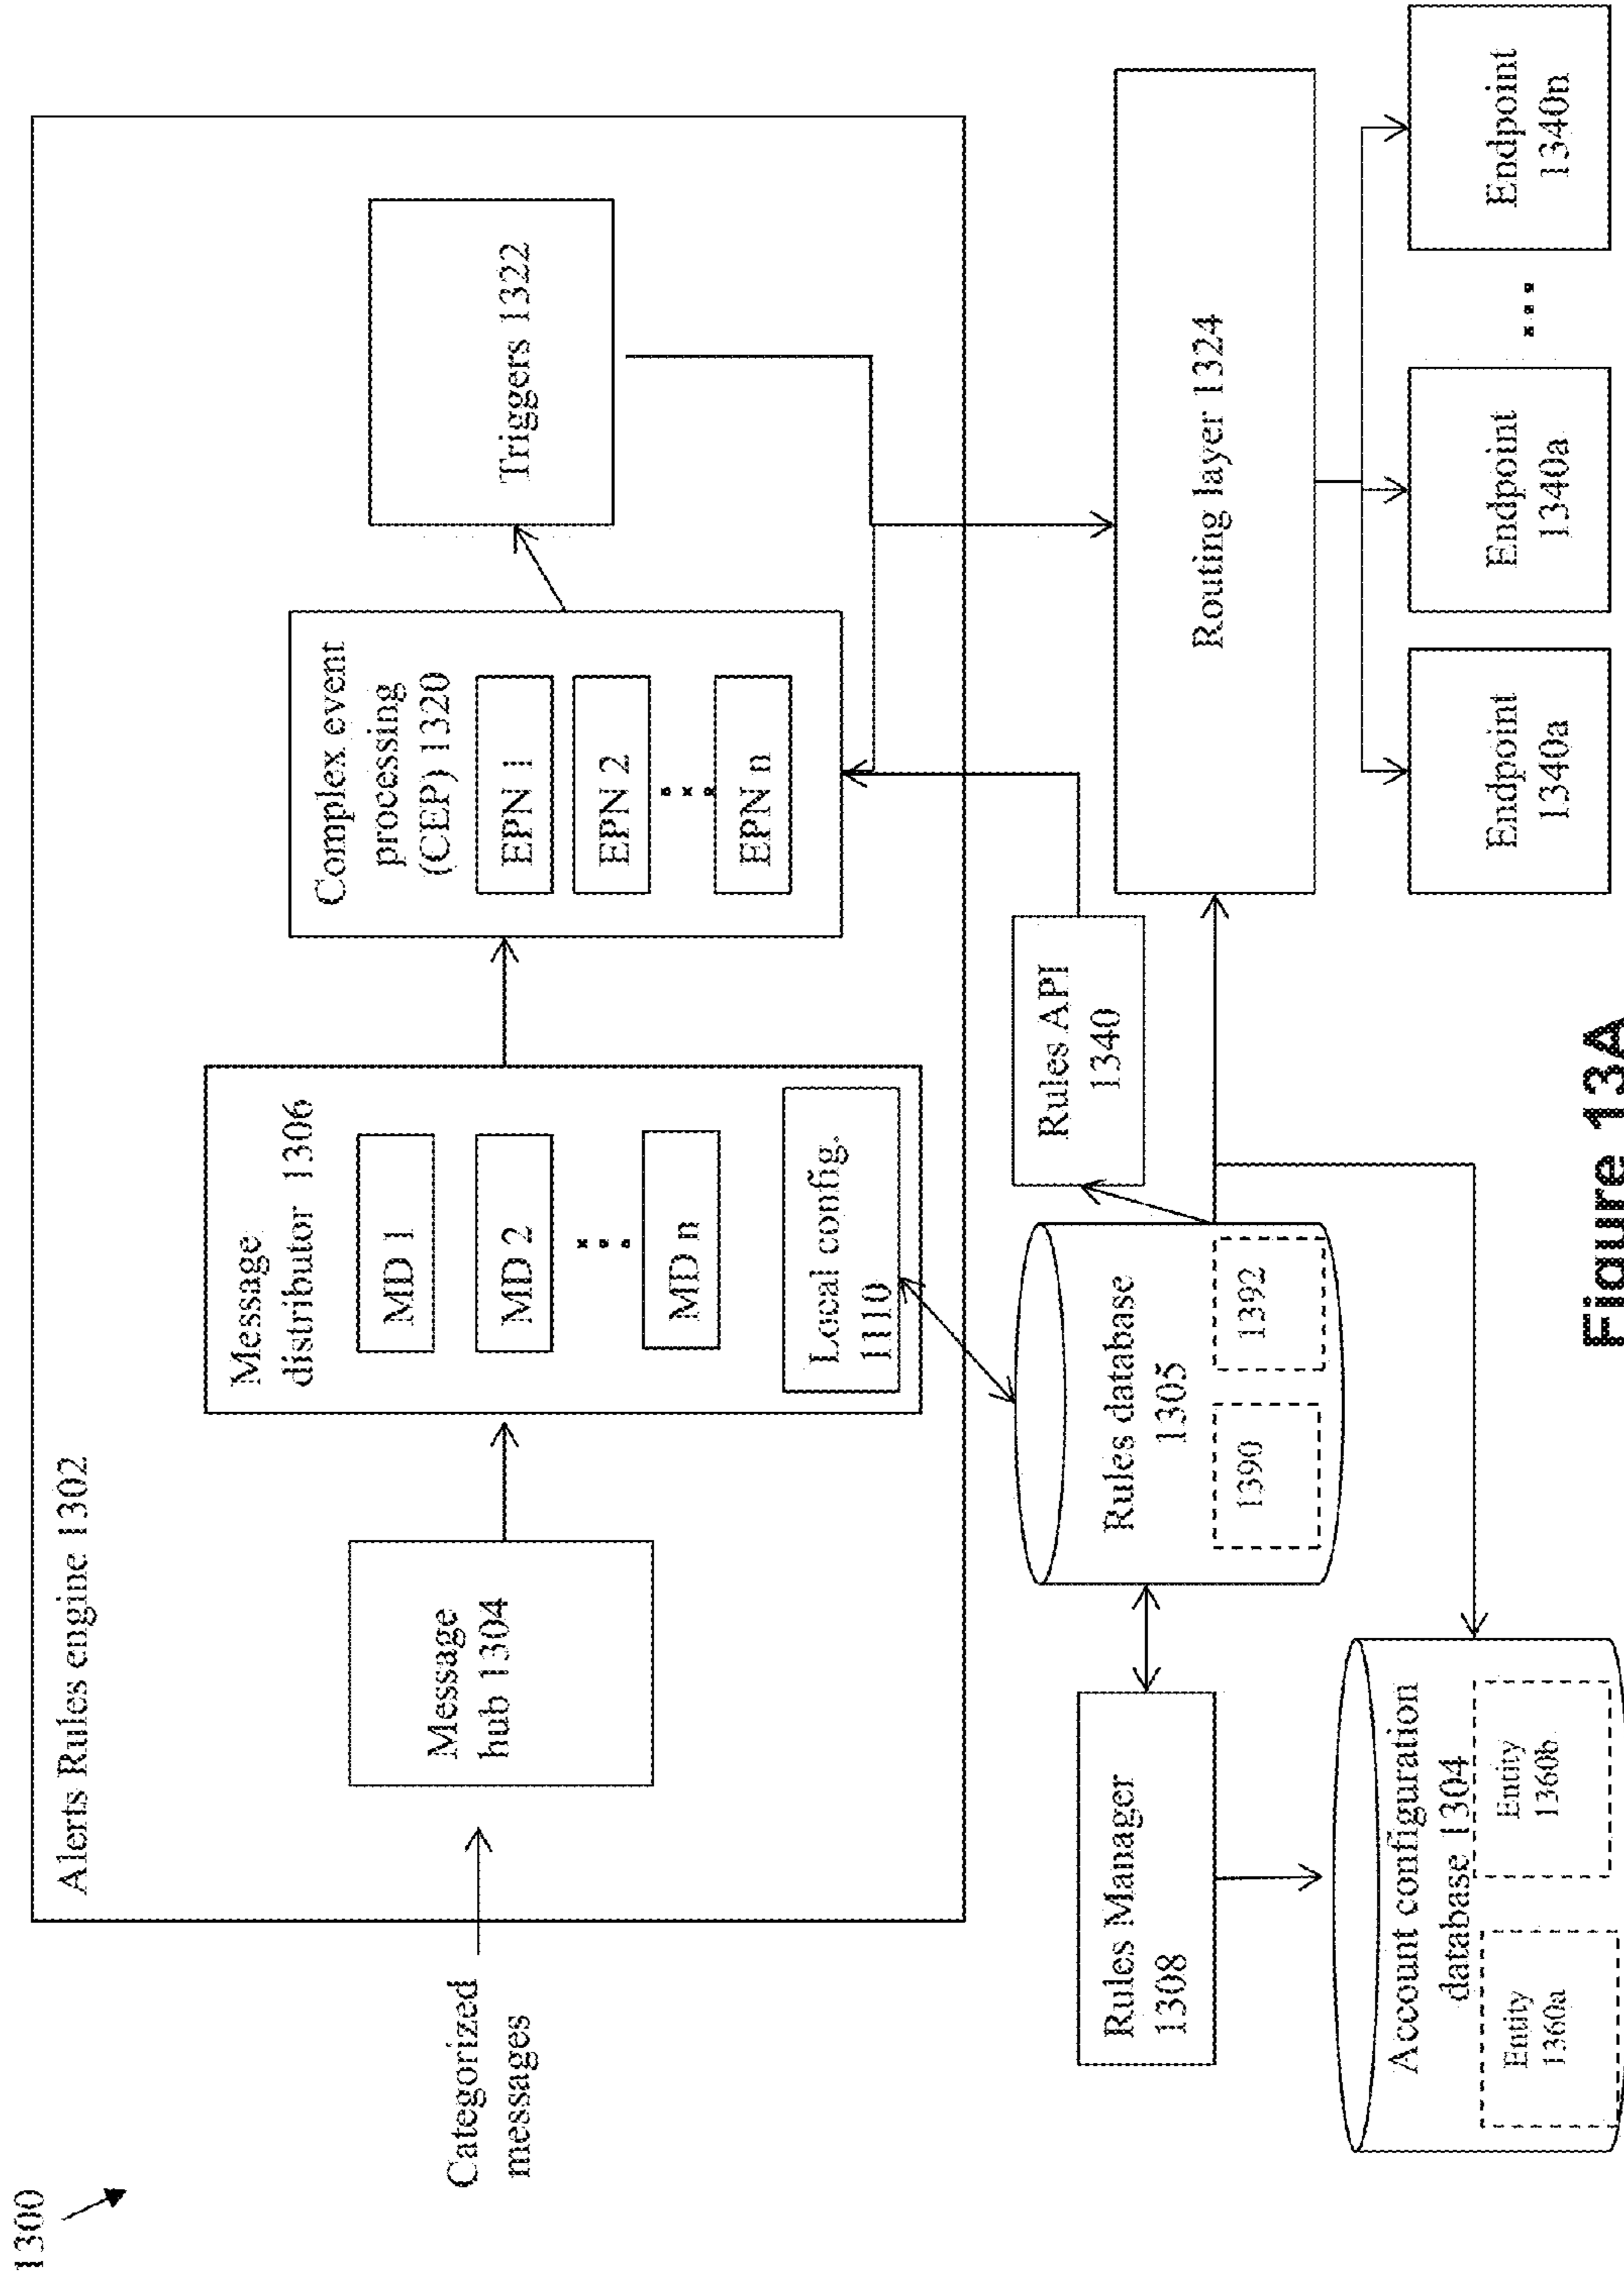 1300
Alerts Rules engine 1302
Categorized
messages
Message
hub 1304
Message
distributor 1306
MD 1
MD 2
MD n
Local config.
1110
Complex event
processing
(CEP) 1320
EPN 1
EPN 2
EPN n
Triggers 1322
Rules Manager
1308
Rules database
1305
1390
1392
Rules API
1340
Routing layer 1324
Account configuration
database 1304
Entity
1360a
Entity
1360b
Endpoint
1340a
Endpoint
1340a
...
Endpoint
1340n
Figure 13A